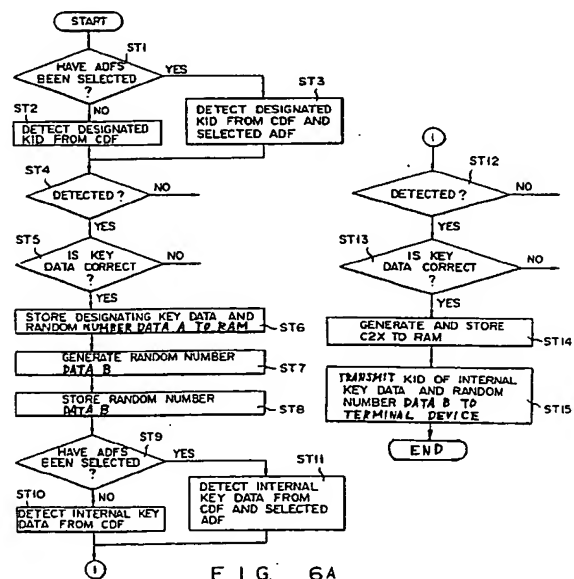 START
ST1
HAVE ADFS
BEEN SELECTED
?
YES
NO
ST3
DETECT DESIGNATED
KID FROM CDF AND
SELECTED ADF
ST2
DETECT DESIGNATED
KID FROM CDF
ST4
DETECTED ?
NO
YES
ST5
IS KEY
DATA CORRECT
?
NO
YES
STORE DESIGNATING KEY DATA AND
RANDOM NUMBER DATA A TO RAM
ST6
GENERATE RANDOM NUMBER
DATA B
ST7
STORE RANDOM NUMBER
DATA B
ST8
ST9
HAVE ADFS
BEEN SELECTED
?
YES
NO
ST11
DETECT INTERNAL
KEY DATA FROM
CDF AND SELECTED
ADF
ST10
DETECT INTERNAL KEY
DATA FROM CDF
1
1
ST12
DETECTED ?
NO
YES
ST13
IS KEY
DATA CORRECT
?
NO
YES
GENERATE AND STORE
C2X TO RAM
ST14
TRANSMIT KID OF INTERNAL
KEY DATA AND RANDOM
NUMBER DATA B TO
TERMINAL DEVICE
ST15
END
FIG. 6A